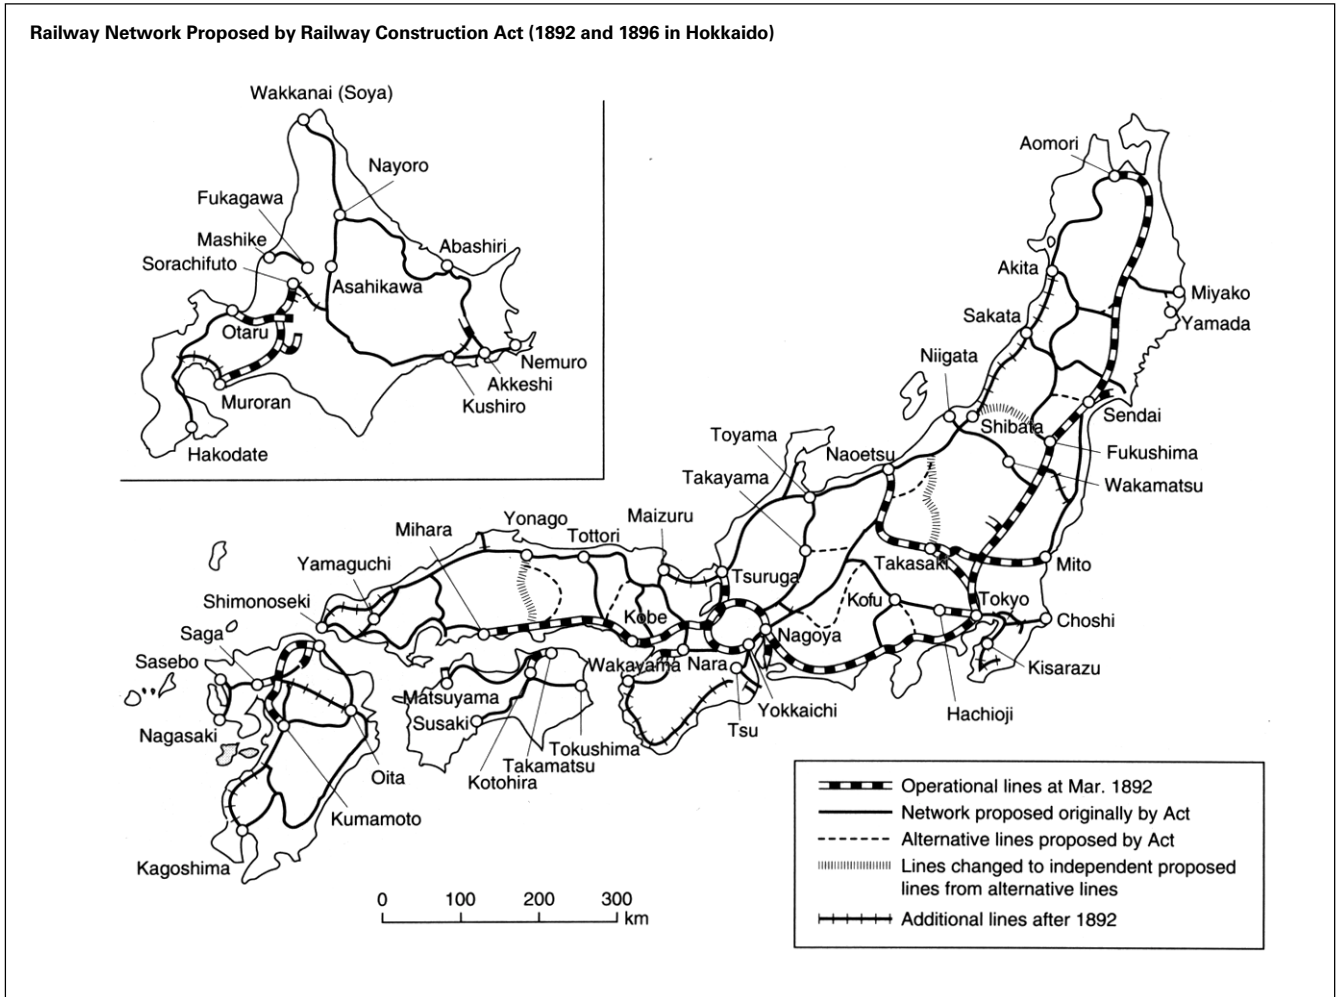 Railway Network Proposed by Railway Construction Act (1892 and 1896 in Hokkaido)
Wakkanai (Soya)
Nayoro
Fukagawa
Mashike
Sorachifuto
Abashiri
Asahikawa
Otaru
Nemuro
Akkeshi
Kushiro
Muroran
Hakodate
Aomori
Akita
Miyako
Yamada
Sakata
Niigata
Sendai
Shibata
Fukushima
Wakamatsu
Toyama
Naoetsu
Takayama
Mihara
Yonago
Maizuru
Tottori
Yamaguchi
Takasaki
Mito
Tsuruga
Shimonoseki
Kobe
Kofu
Tokyo
Choshi
Nagoya
Saga
Sasebo
Wakayama
Nara
Kisarazu
Matsuyama
Susaki
Yokkaichi
Hachioji
Tsu
Nagasaki
Tokushima
Takamatsu
Kotohira
Oita
Kumamoto
Kagoshima
Operational lines at Mar. 1892
Network proposed originally by Act
Alternative lines proposed by Act
Lines changed to independent proposed
lines from alternative lines
Additional lines after 1892
0 100 200 300
km